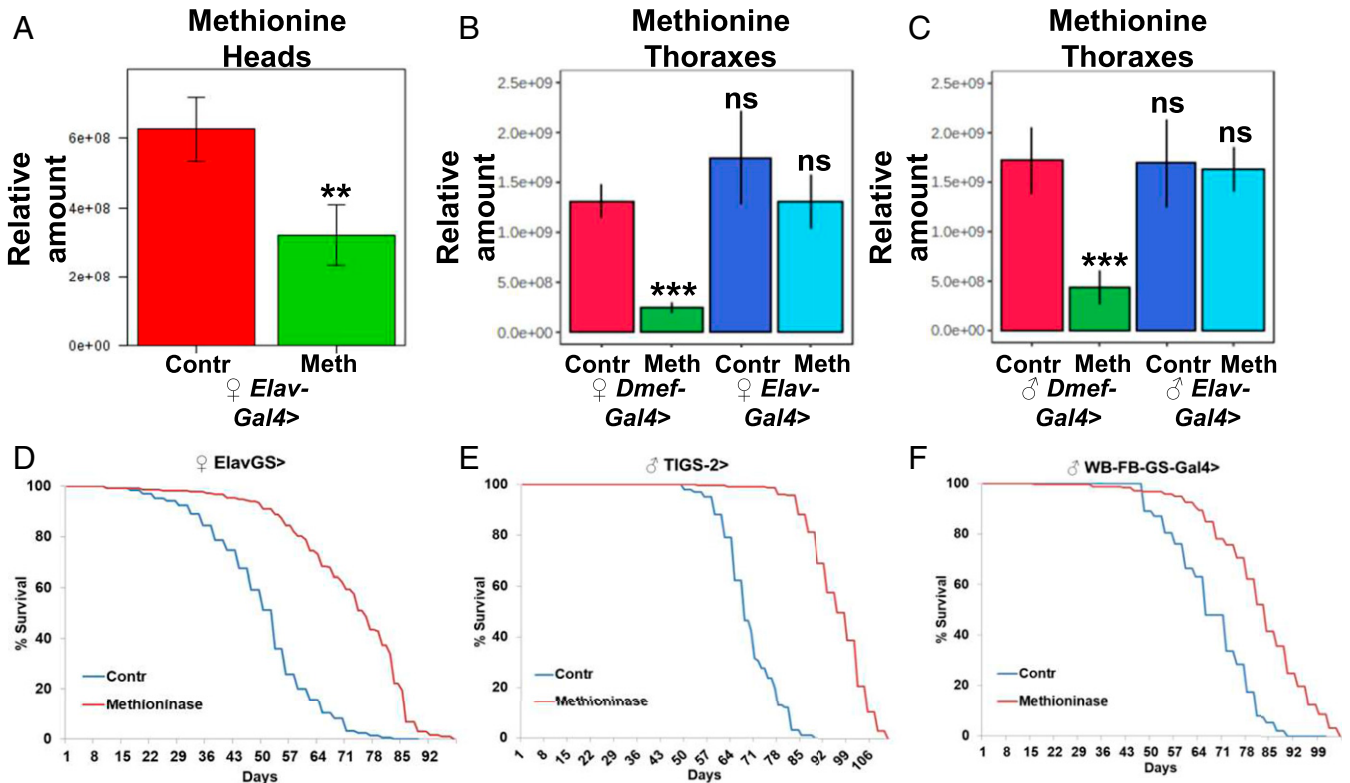 A
Methionine
Heads
Relative
amount
6e+08
4e+08
2e+08
0e+00
**
Contr Meth
♀ Elav-
Gal4>
B
Methionine
Thoraxes
Relative
amount
2.5e+09
2.0e+09
1.5e+09
1.0e+09
5.0e+08
0.0e+00
***
ns
ns
Contr Meth Contr Meth
♀ Dmef-
Gal4>
♀ Elav-
Gal4>
C
Methionine
Thoraxes
Relative
amount
2.5e+09
2.0e+09
1.5e+09
1.0e+09
5.0e+08
0.0e+00
***
ns
ns
Contr Meth Contr Meth
♂ Dmef-
Gal4>
♂ Elav-
Gal4>
D
♀ ElavGS>
% Survival
100
80
60
40
20
0
Contr
Methioninase
1 8 15 22 29 36 43 50 57 64 71 78 85 92
Days
E
♂ TIGS-2>
% Survival
100
80
60
40
20
0
Contr
Methioninase
1 8 15 22 29 36 43 50 57 64 71 78 85 92 99 106
Days
F
♂ WB-FB-GS-Gal4>
% Survival
100
80
60
40
20
0
Contr
Methioninase
1 8 15 22 29 36 43 50 57 64 71 78 85 92 99
Days